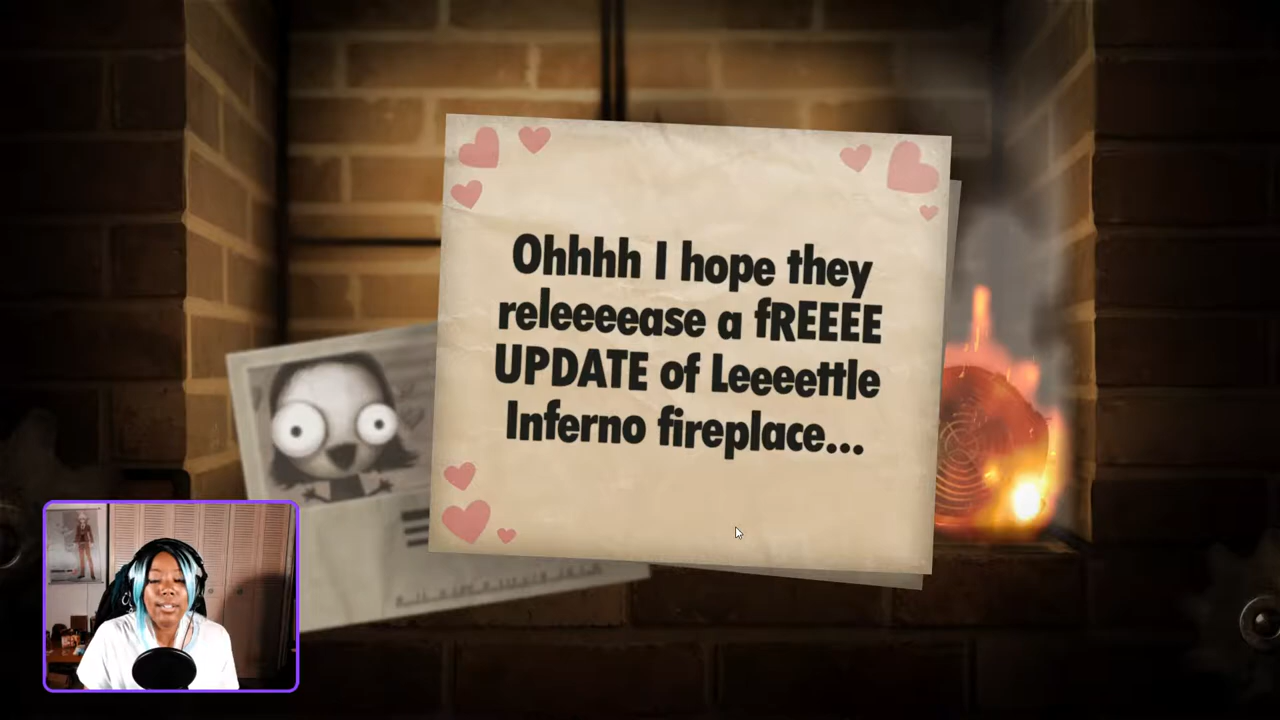 Ohhhh I hope they
releeeease a fREEEE
UPDATE of Leeeettle
Inferno fireplace...